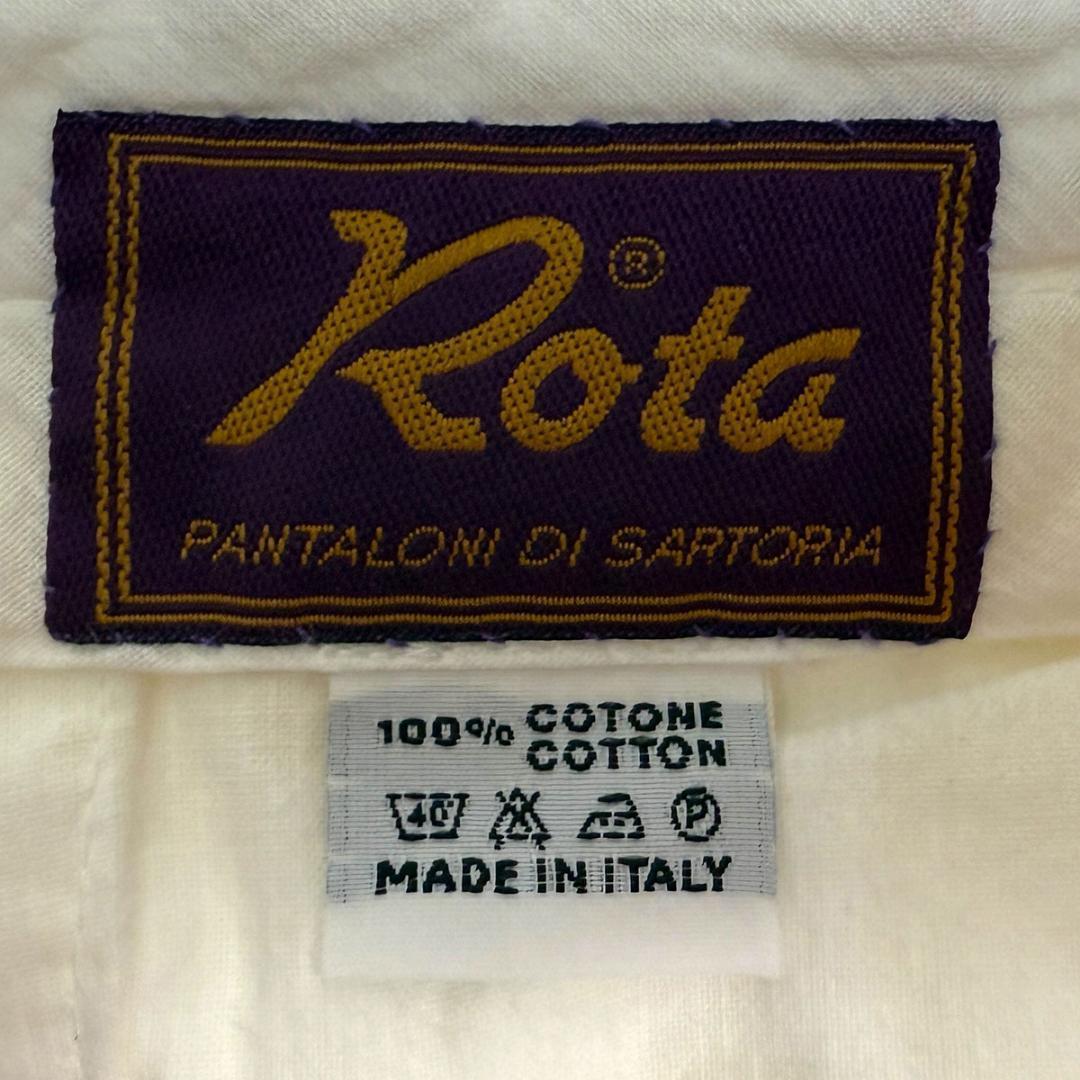 Rota®
PANTALONI DI SARTORIA
100% COTONE
COTTON
40° P
MADE IN ITALY